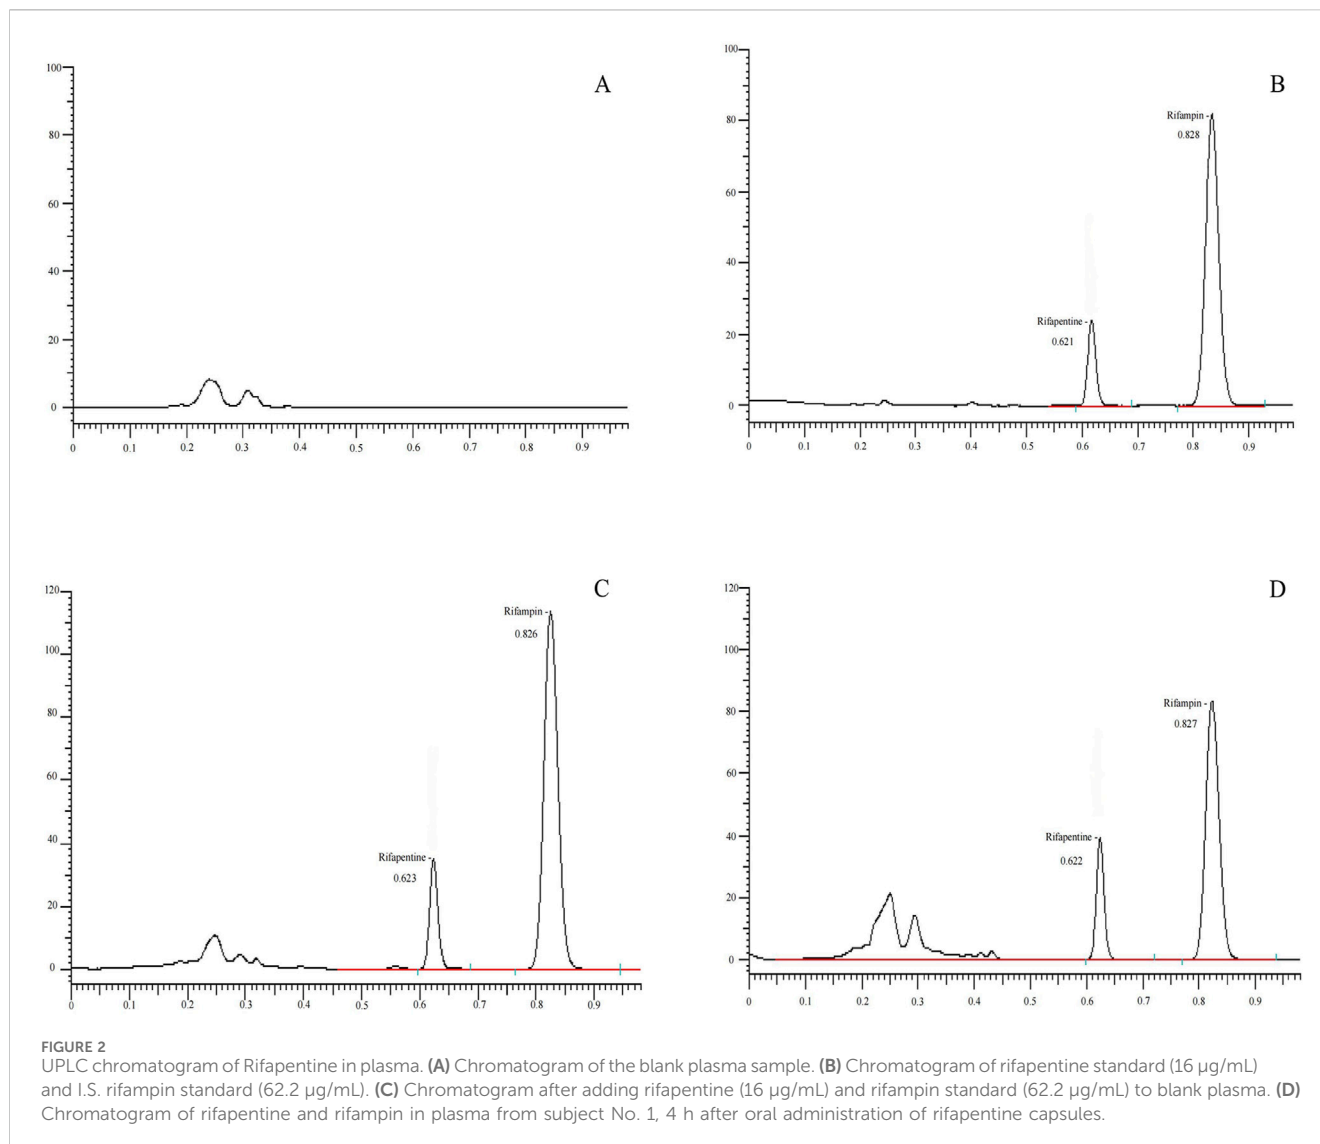 A
100
80
60
40
20
0
0 0.1 0.2 0.3 0.4 0.5 0.6 0.7 0.8 0.9
B
100
80
60
40
20
0
Rifampin
0.828
Rifapentine
0.621
0 0.1 0.2 0.3 0.4 0.5 0.6 0.7 0.8 0.9
C
120
100
80
60
40
20
0
Rifampin
0.826
Rifapentine
0.623
0 0.1 0.2 0.3 0.4 0.5 0.6 0.7 0.8 0.9
D
120
100
80
60
40
20
0
Rifampin
0.827
Rifapentine
0.622
0 0.1 0.2 0.3 0.4 0.5 0.6 0.7 0.8 0.9
FIGURE 2
UPLC chromatogram of Rifapentine in plasma. (A) Chromatogram of the blank plasma sample. (B) Chromatogram of rifapentine standard (16 μg/mL)
and I.S. rifampin standard (62.2 μg/mL). (C) Chromatogram after adding rifapentine (16 μg/mL) and rifampin standard (62.2 μg/mL) to blank plasma. (D)
Chromatogram of rifapentine and rifampin in plasma from subject No. 1, 4 h after oral administration of rifapentine capsules.